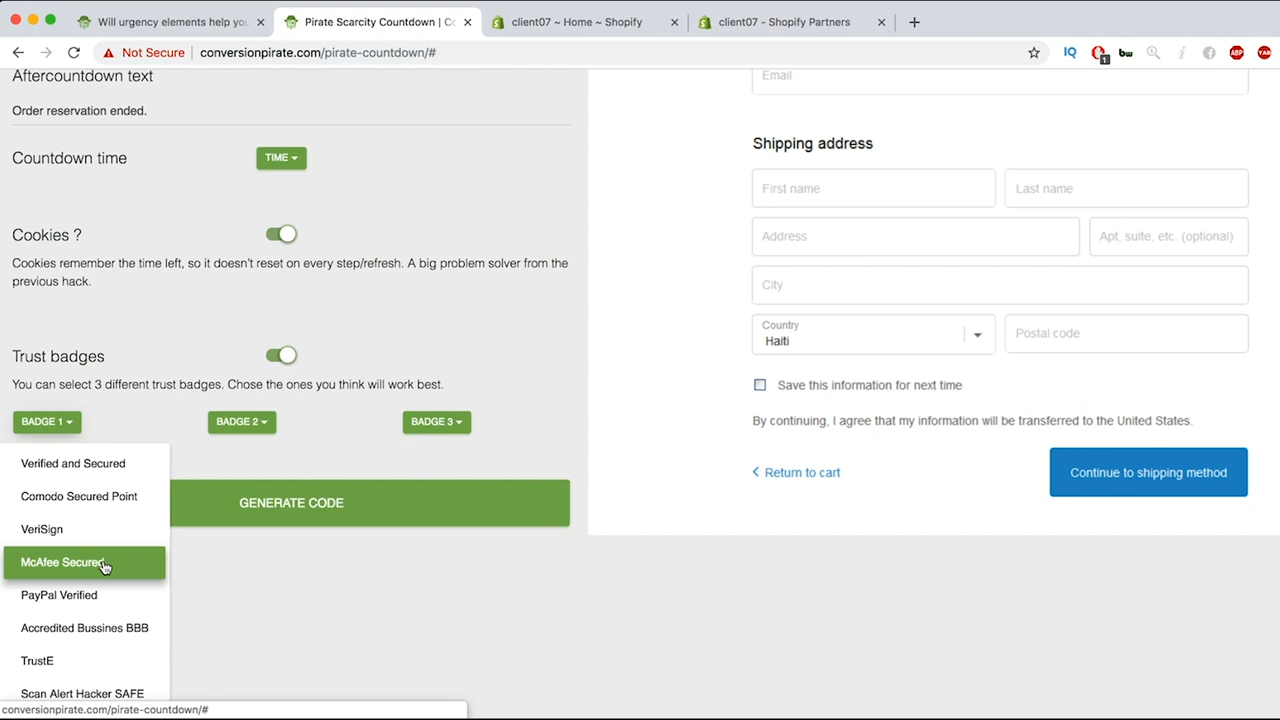 Will urgency elements help you
Pirate Scarcity Countdown | Co
client07 ~ Home ~ Shopify
client07 - Shopify Partners
Not Secure
conversionpirate.com/pirate-countdown/#
IQ
1
bw
ABP
YAB
Aftercountdown text
Order reservation ended.
Countdown time
TIME
Cookies ?
Cookies remember the time left, so it doesn't reset on every step/refresh. A big problem solver from the
previous hack.
Trust badges
You can select 3 different trust badges. Chose the ones you think will work best.
BADGE 1
BADGE 2
BADGE 3
Verified and Secured
Comodo Secured Point
VeriSign
McAfee Secured
PayPal Verified
Accredited Bussines BBB
TrustE
Scan Alert Hacker SAFE
GENERATE CODE
conversionpirate.com/pirate-countdown/#
Email
Shipping address
First name
Last name
Address
Apt, suite, etc. (optional)
City
Country
Haiti
Postal code
Save this information for next time
By continuing, I agree that my information will be transferred to the United States.
Return to cart
Continue to shipping method